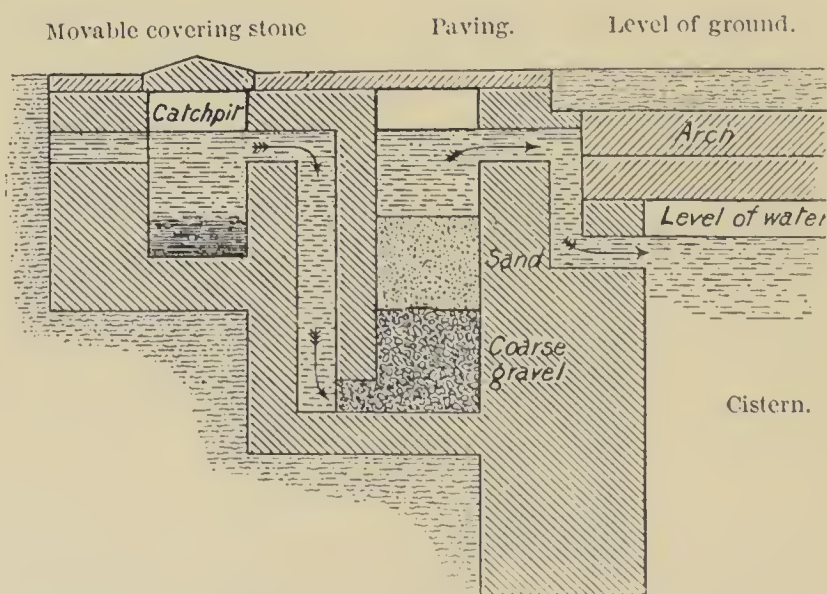 Movable covering stone
Paving.
Level of ground.
Catchpit
Arch
Level of water
Sand
Coarse
gravel
Cistern.